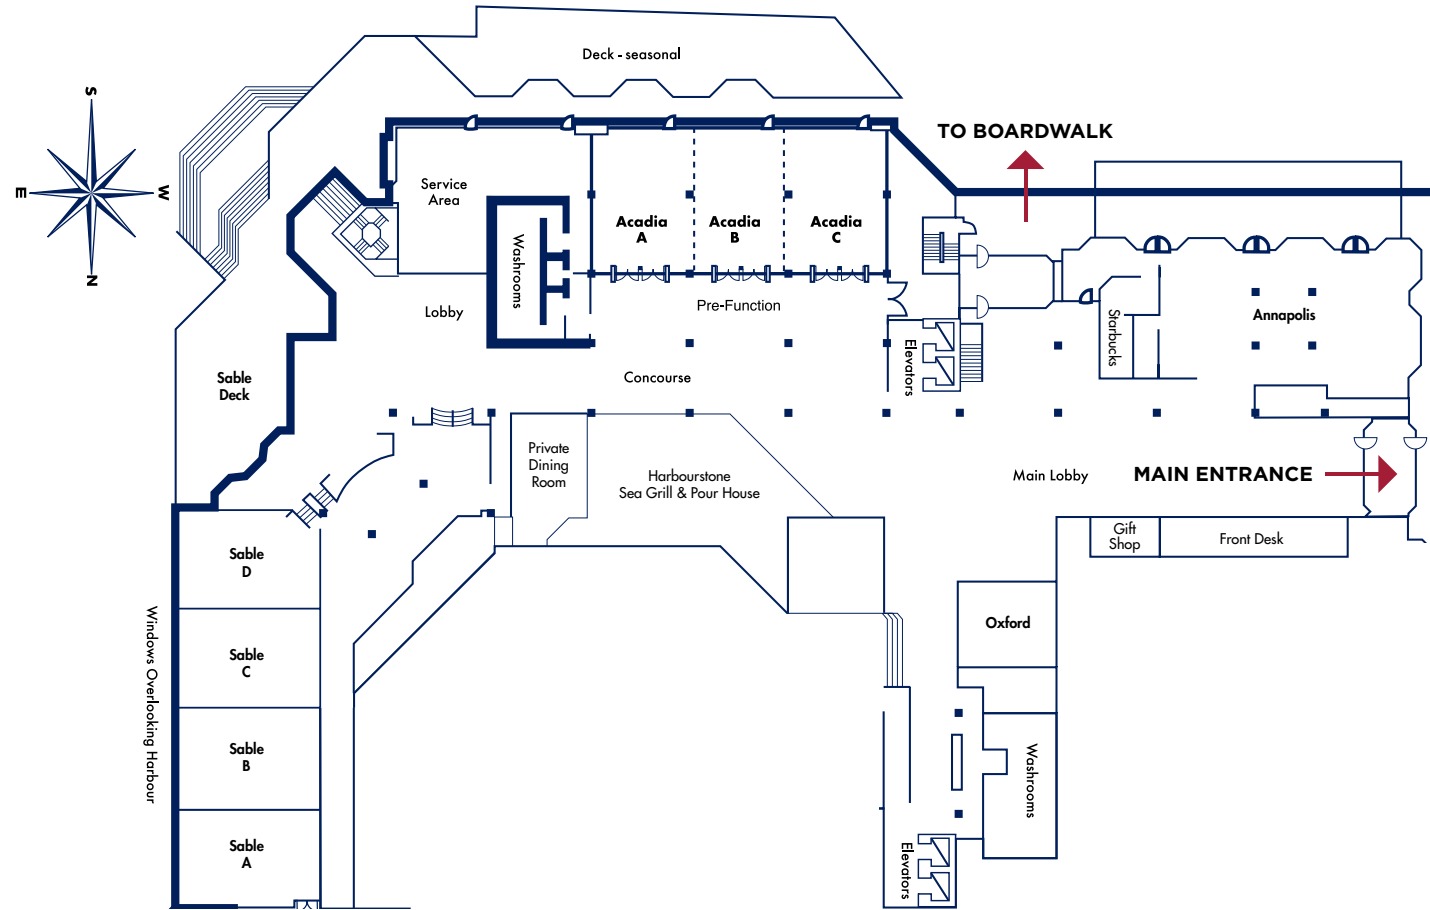 Deck - seasonal
S
E
W
N
TO BOARDWALK
Service
Area
Washrooms
Acadia
A
Acadia
B
Acadia
C
Lobby
Pre-Function
Concourse
Elevators
Starbucks
Annapolis
Sable
Deck
Private
Dining
Room
Harbourstone
Sea Grill & Pour House
Main Lobby
MAIN ENTRANCE
Gift
Shop
Front Desk
Sable
D
Sable
C
Sable
B
Sable
A
Windows Overlooking Harbour
Oxford
Washrooms
Elevators